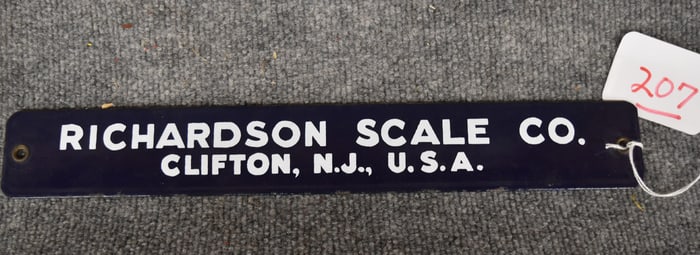 RICHARDSON SCALE CO.
CLIFTON, N.J., U.S.A.
207